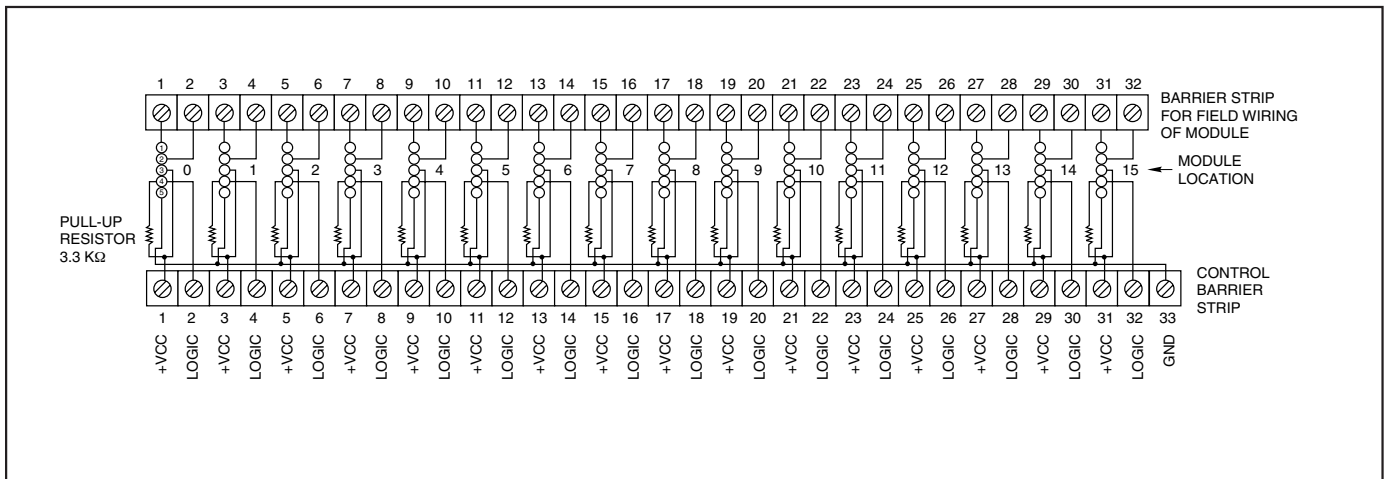 1 2 3 4 5 6 7 8 9 10 11 12 13 14 15 16 17 18 19 20 21 22 23 24 25 26 27 28 29 30 31 32
BARRIER STRIP
FOR FIELD WIRING
OF MODULE
1
2
3
4
5
0 1 2 3 4 5 6 7 8 9 10 11 12 13 14 15
MODULE
LOCATION
PULL-UP
RESISTOR
3.3 KΩ
CONTROL
BARRIER
STRIP
1 2 3 4 5 6 7 8 9 10 11 12 13 14 15 16 17 18 19 20 21 22 23 24 25 26 27 28 29 30 31 32 33
+VCC LOGIC +VCC LOGIC +VCC LOGIC +VCC LOGIC +VCC LOGIC +VCC LOGIC +VCC LOGIC +VCC LOGIC +VCC LOGIC +VCC LOGIC +VCC LOGIC +VCC LOGIC +VCC LOGIC +VCC LOGIC +VCC LOGIC +VCC LOGIC GND